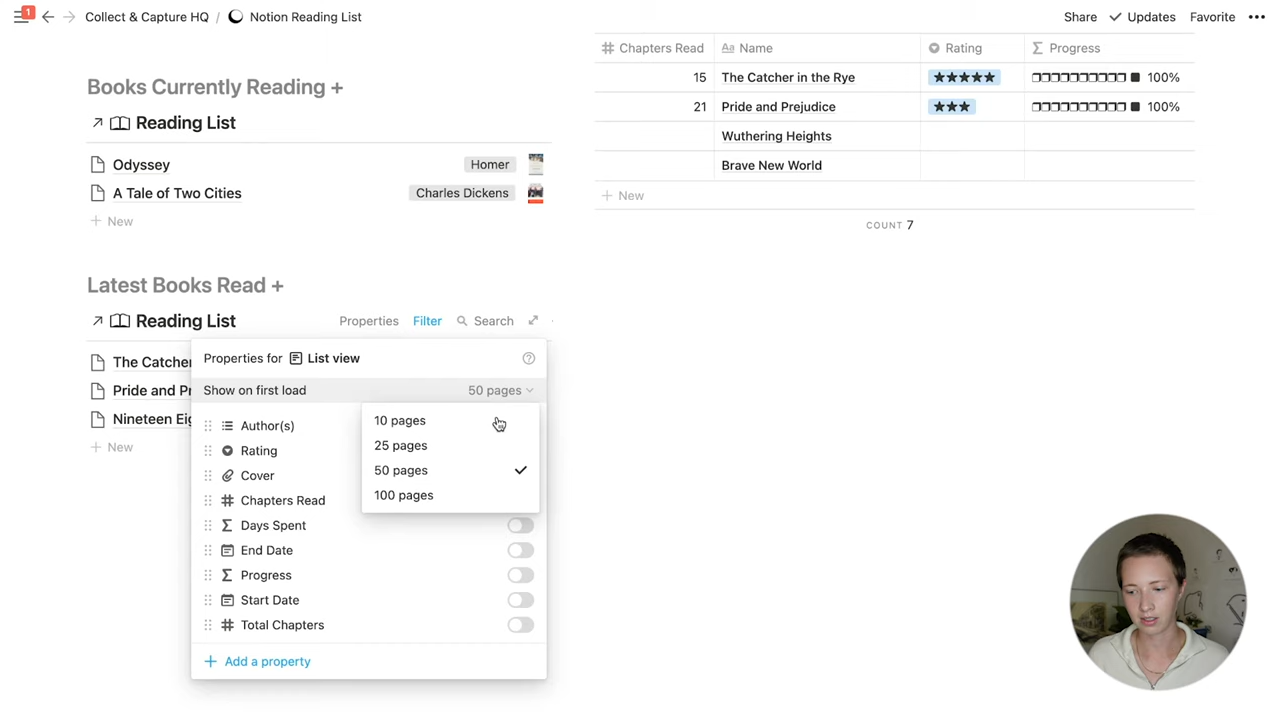 1
Collect & Capture HQ / Notion Reading List
Share Updates Favorite •••
Books Currently Reading +
Reading List
Odyssey Homer
A Tale of Two Cities Charles Dickens
+ New
Latest Books Read +
Reading List
Properties Filter Search
The Catcher
Pride and Pr
Nineteen Eig
+ New
Properties for List view
Show on first load 50 pages
Author(s)
Rating
Cover
# Chapters Read
Σ Days Spent
End Date
Σ Progress
Start Date
# Total Chapters
+ Add a property
10 pages
25 pages
50 pages
100 pages
# Chapters Read Aa Name Rating Σ Progress
15 The Catcher in the Rye ★★★★★ 100%
21 Pride and Prejudice ★★★ 100%
Wuthering Heights
Brave New World
+ New
COUNT 7